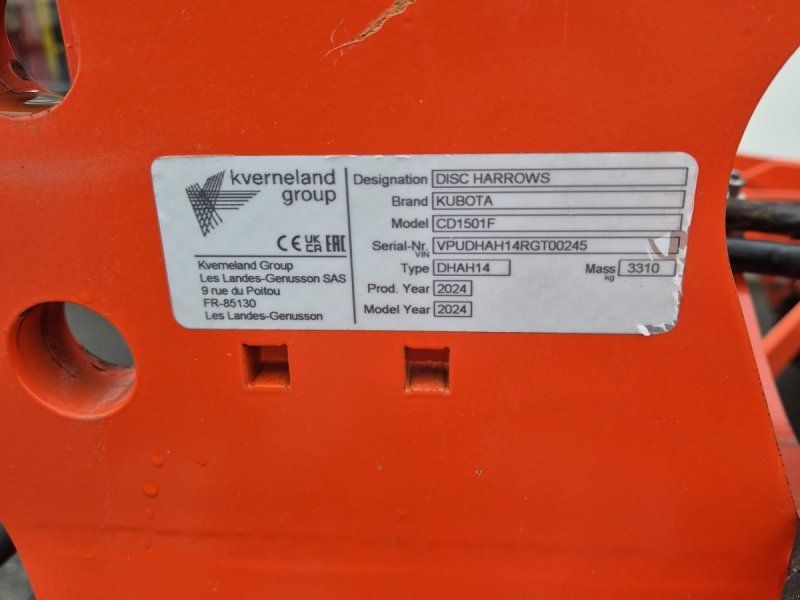 kverneland
group
CE UK CA EAC
Kverneland Group
Les Landes-Genusson SAS
9 rue du Poitou
FR-85130
Les Landes-Genusson
Designation DISC HARROWS
Brand KUBOTA
Model CD1501F
Serial-Nr. VPUDHAH14RGT00245
VIN
Type DHAH14 Mass 3310
kg
Prod. Year 2024
Model Year 2024